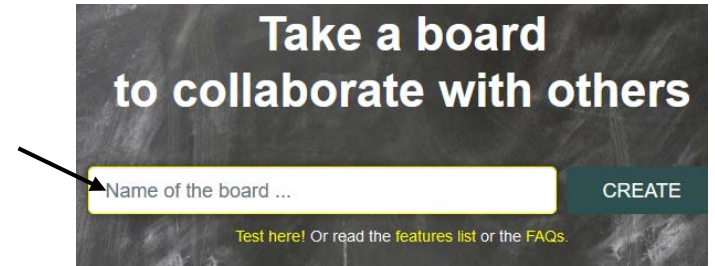 Take a board
to collaborate with others
Name of the board ...
CREATE
Test here! Or read the features list or the FAQs.